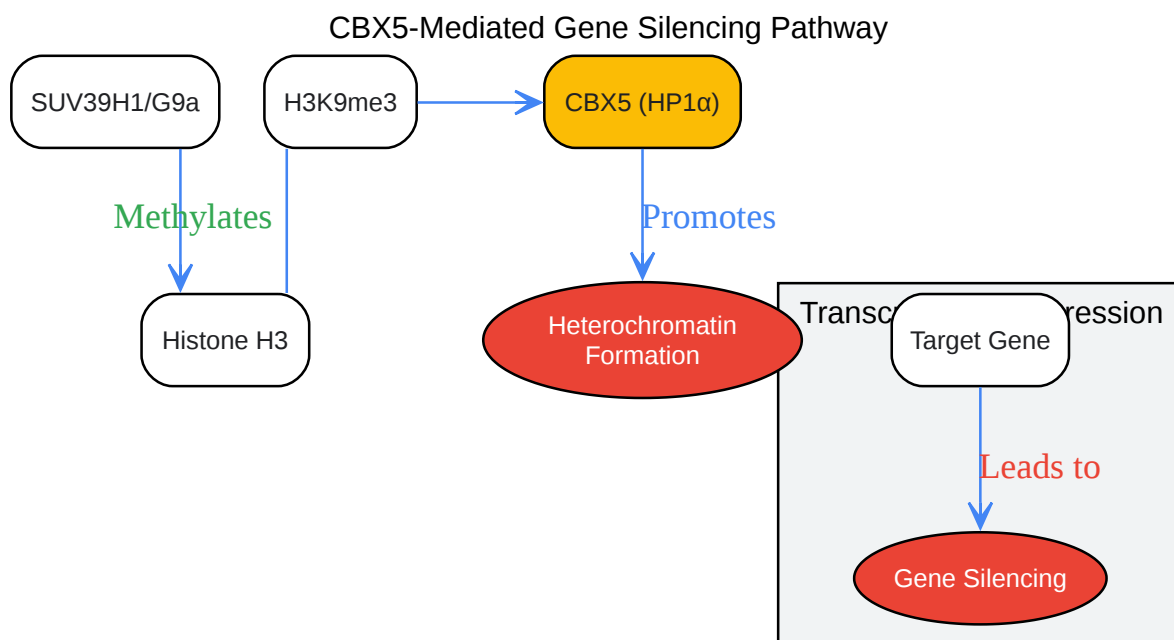 CBX5-Mediated Gene Silencing Pathway
SUV39H1/G9a
H3K9me3
CBX5 (HP1α)
Methylates
Promotes
Histone H3
Heterochromatin
Formation
Target Gene
Leads to
Gene Silencing